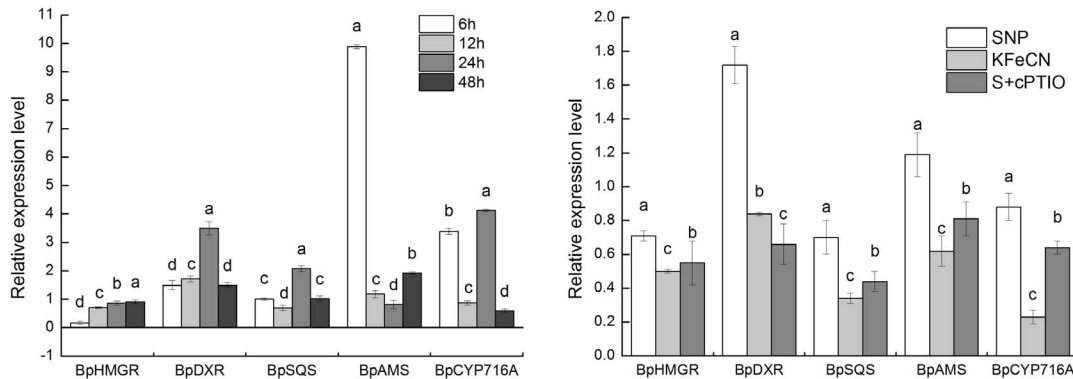 Relative expression level
11
10
9
8
7
6
5
4
3
2
1
0
-1
6h
12h
24h
48h
d c b a
d c a d
c d a c
a c d b
b c a d
BpHMGR BpDXR BpSQS BpAMS BpCYP716A
Relative expression level
2.0
1.8
1.6
1.4
1.2
1.0
0.8
0.6
0.4
0.2
0.0
SNP
KFeCN
S+cPTIO
a c b
a b c
a c b
a c b
a c b
BpHMGR BpDXR BpSQS BpAMS BpCYP716A